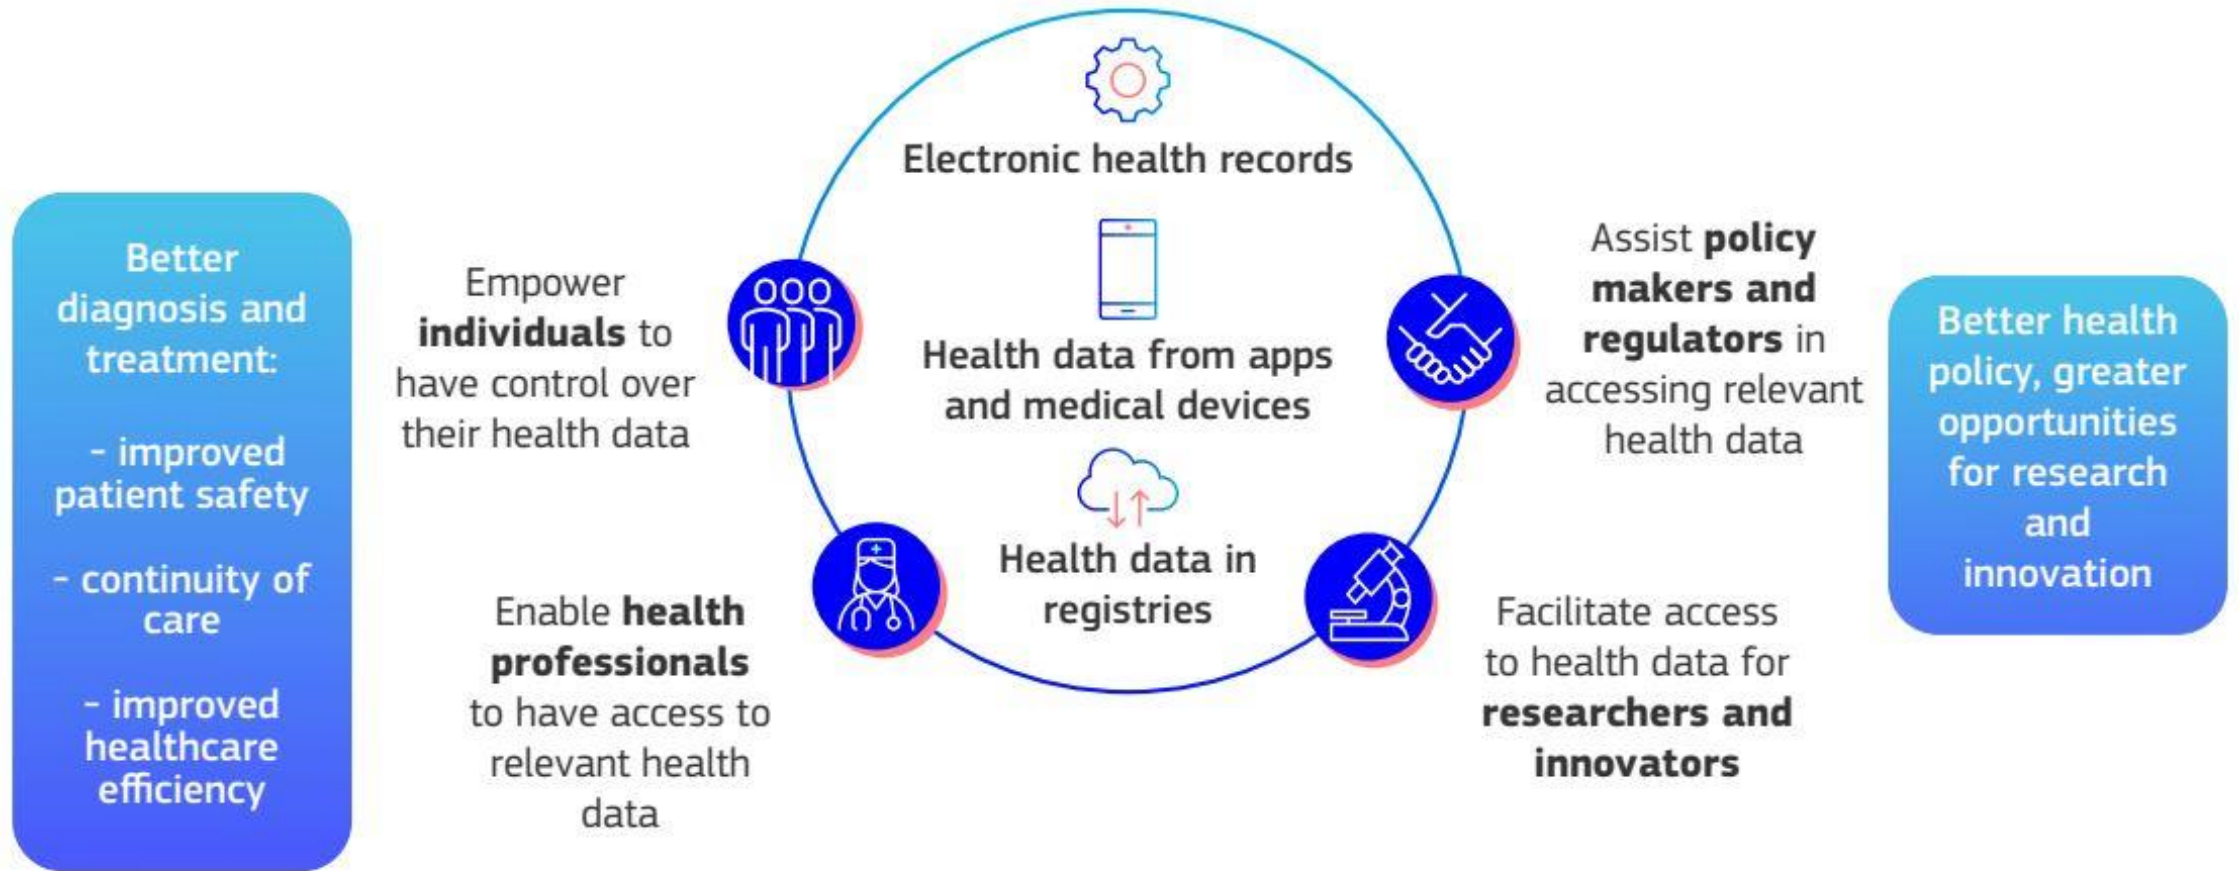 Better
diagnosis and
treatment:
- improved
patient safety
- continuity of
care
- improved
healthcare
efficiency
Empower
individuals to
have control over
their health data
Enable health
professionals
to have access to
relevant health
data
Electronic health records
Health data from apps
and medical devices
Health data in
registries
Assist policy
makers and
regulators in
accessing relevant
health data
Facilitate access
to health data for
researchers and
innovators
Better health
policy, greater
opportunities
for research
and
innovation